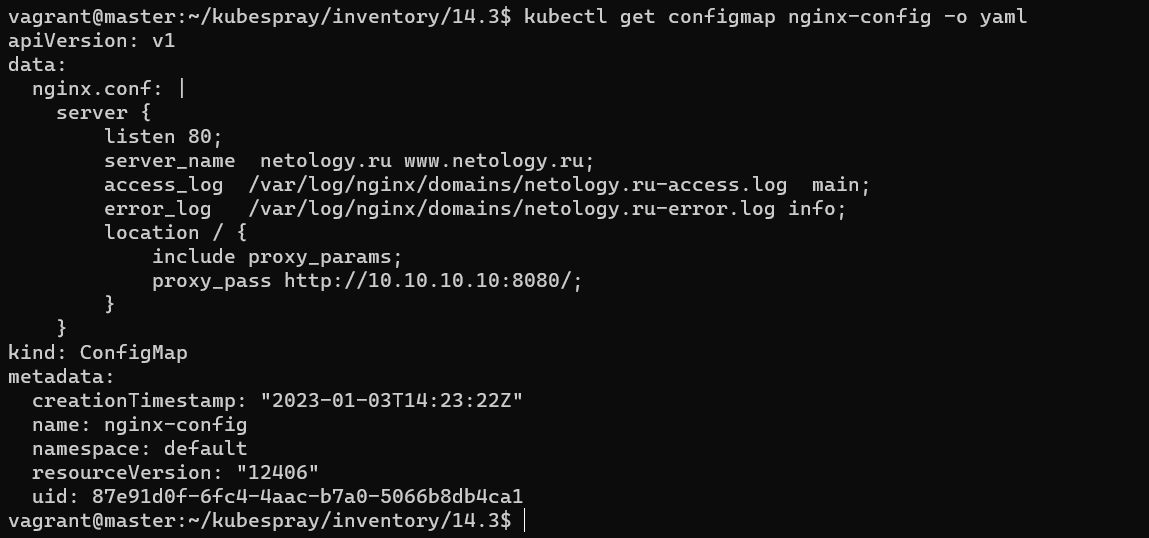 vagrant@master:~/kubespray/inventory/14.3$ kubectl get configmap nginx-config -o yaml
apiVersion: v1
data:
  nginx.conf: |
    server {
        listen 80;
        server_name  netology.ru www.netology.ru;
        access_log  /var/log/nginx/domains/netology.ru-access.log  main;
        error_log   /var/log/nginx/domains/netology.ru-error.log info;
        location / {
            include proxy_params;
            proxy_pass http://10.10.10.10:8080/;
        }
    }
kind: ConfigMap
metadata:
  creationTimestamp: "2023-01-03T14:23:22Z"
  name: nginx-config
  namespace: default
  resourceVersion: "12406"
  uid: 87e91d0f-6fc4-4aac-b7a0-5066b8db4ca1
vagrant@master:~/kubespray/inventory/14.3$